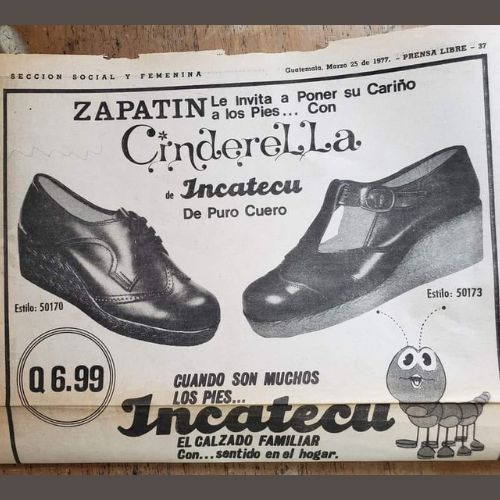 SECCION SOCIAL Y FEMENINA
Guatemala, Marzo 25 de 1977. - PRENSA LIBRE - 37
ZAPATIN Le Invita a Poner su Cariño
a los Pies... Con
Cinderella
de Incatecu
De Puro Cuero
Estilo: 50170
Estilo: 50173
Q 6.99
CUANDO SON MUCHOS
LOS PIES...
Incatecu
EL CALZADO FAMILIAR
Con...sentido en el hogar.